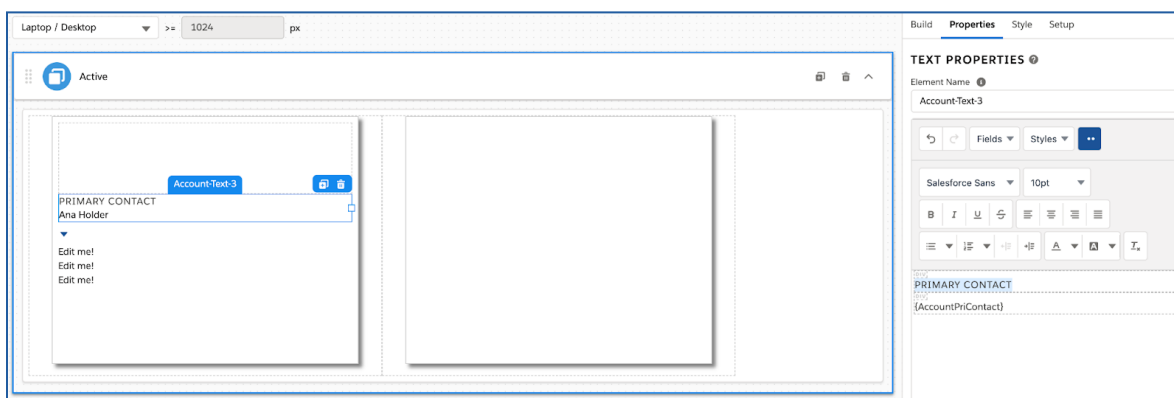 Laptop / Desktop >= 1024 px
Build Properties Style Setup
TEXT PROPERTIES
Element Name
Account-Text-3
Active
Fields Styles
Account-Text-3
PRIMARY CONTACT
Ana Holder
Edit me!
Edit me!
Edit me!
Salesforce Sans 10pt
B I U S
A A Tx
DIV
PRIMARY CONTACT
DIV
{AccountPriContact}